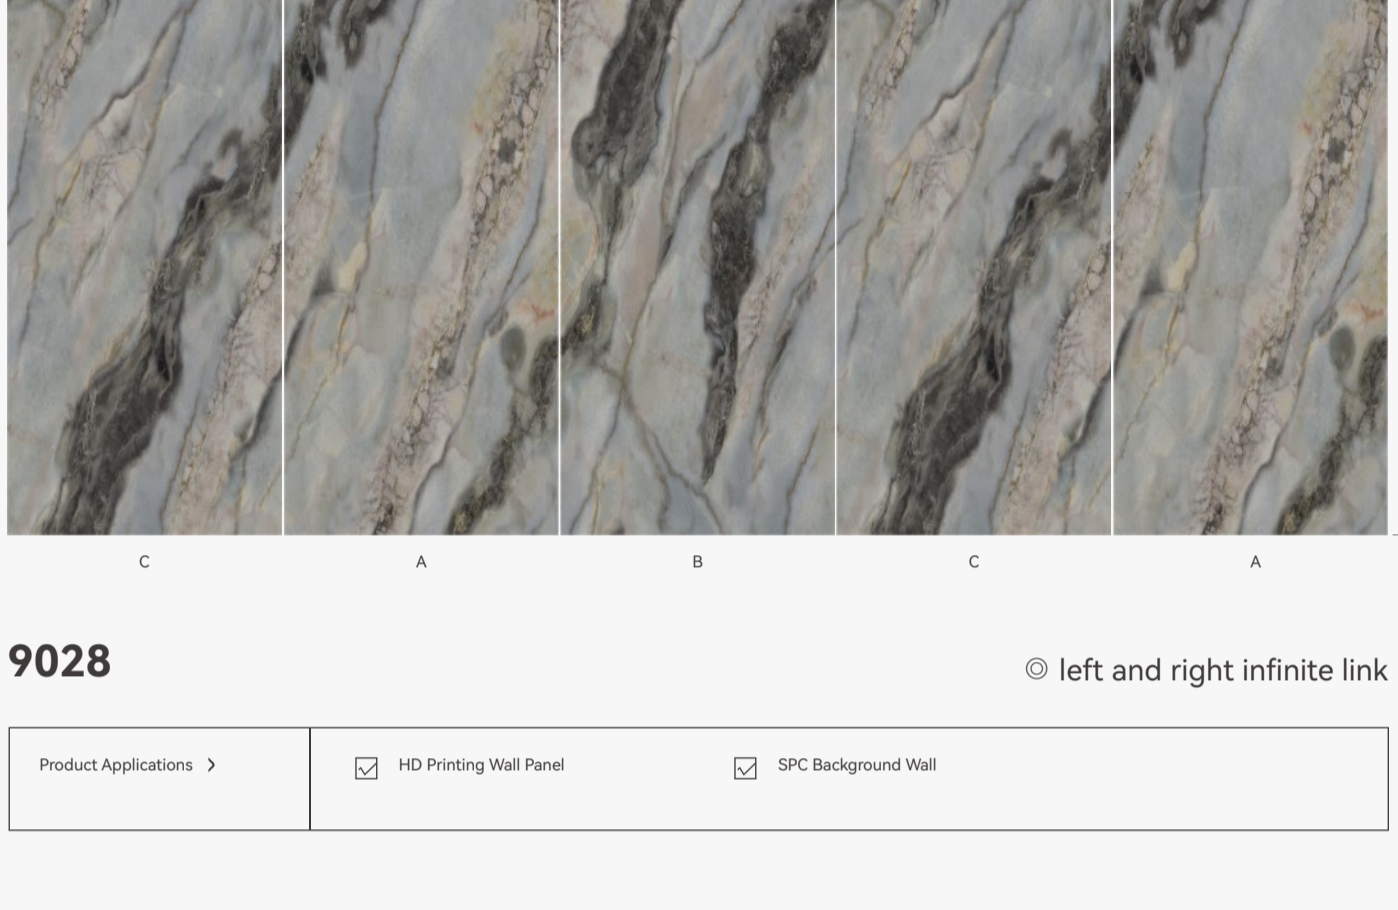 C A B C A
9028
◎ left and right infinite link
Product Applications >
☑ HD Printing Wall Panel ☑ SPC Background Wall